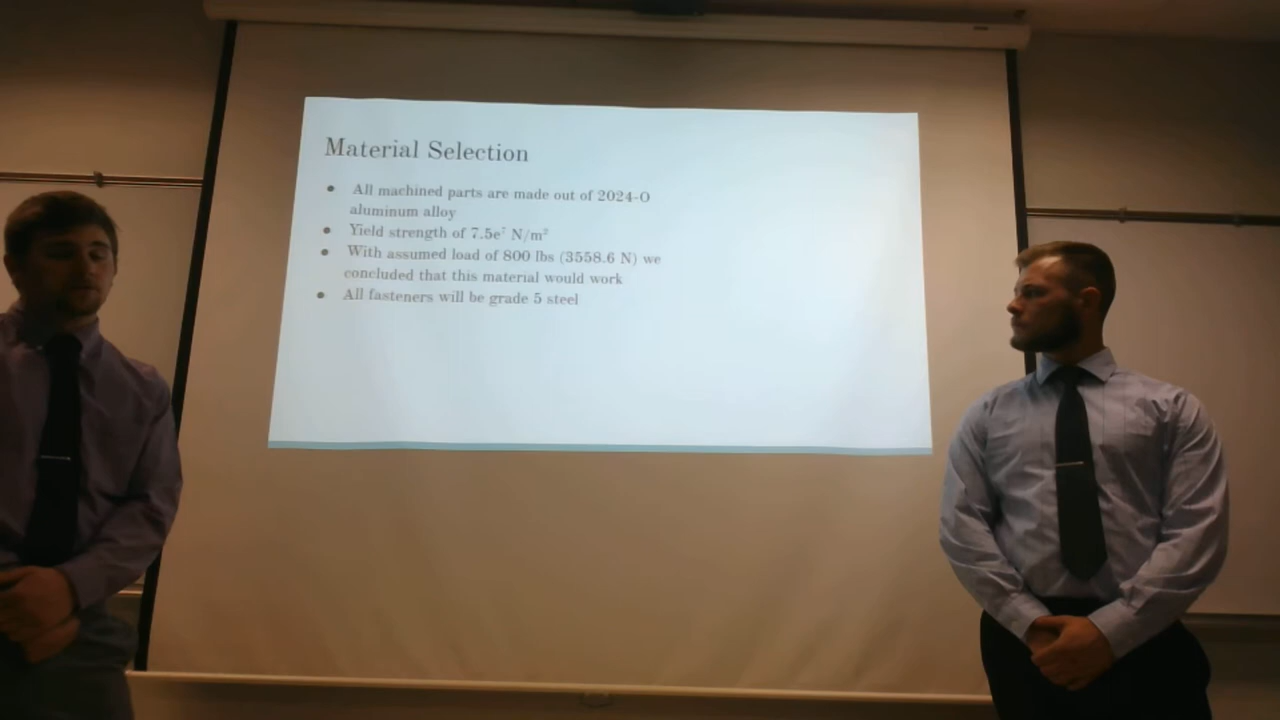 Material Selection
● All machined parts are made out of 2024-O
aluminum alloy
● Yield strength of 7.5e⁷ N/m²
● With assumed load of 800 lbs (3558.6 N) we
concluded that this material would work
● All fasteners will be grade 5 steel